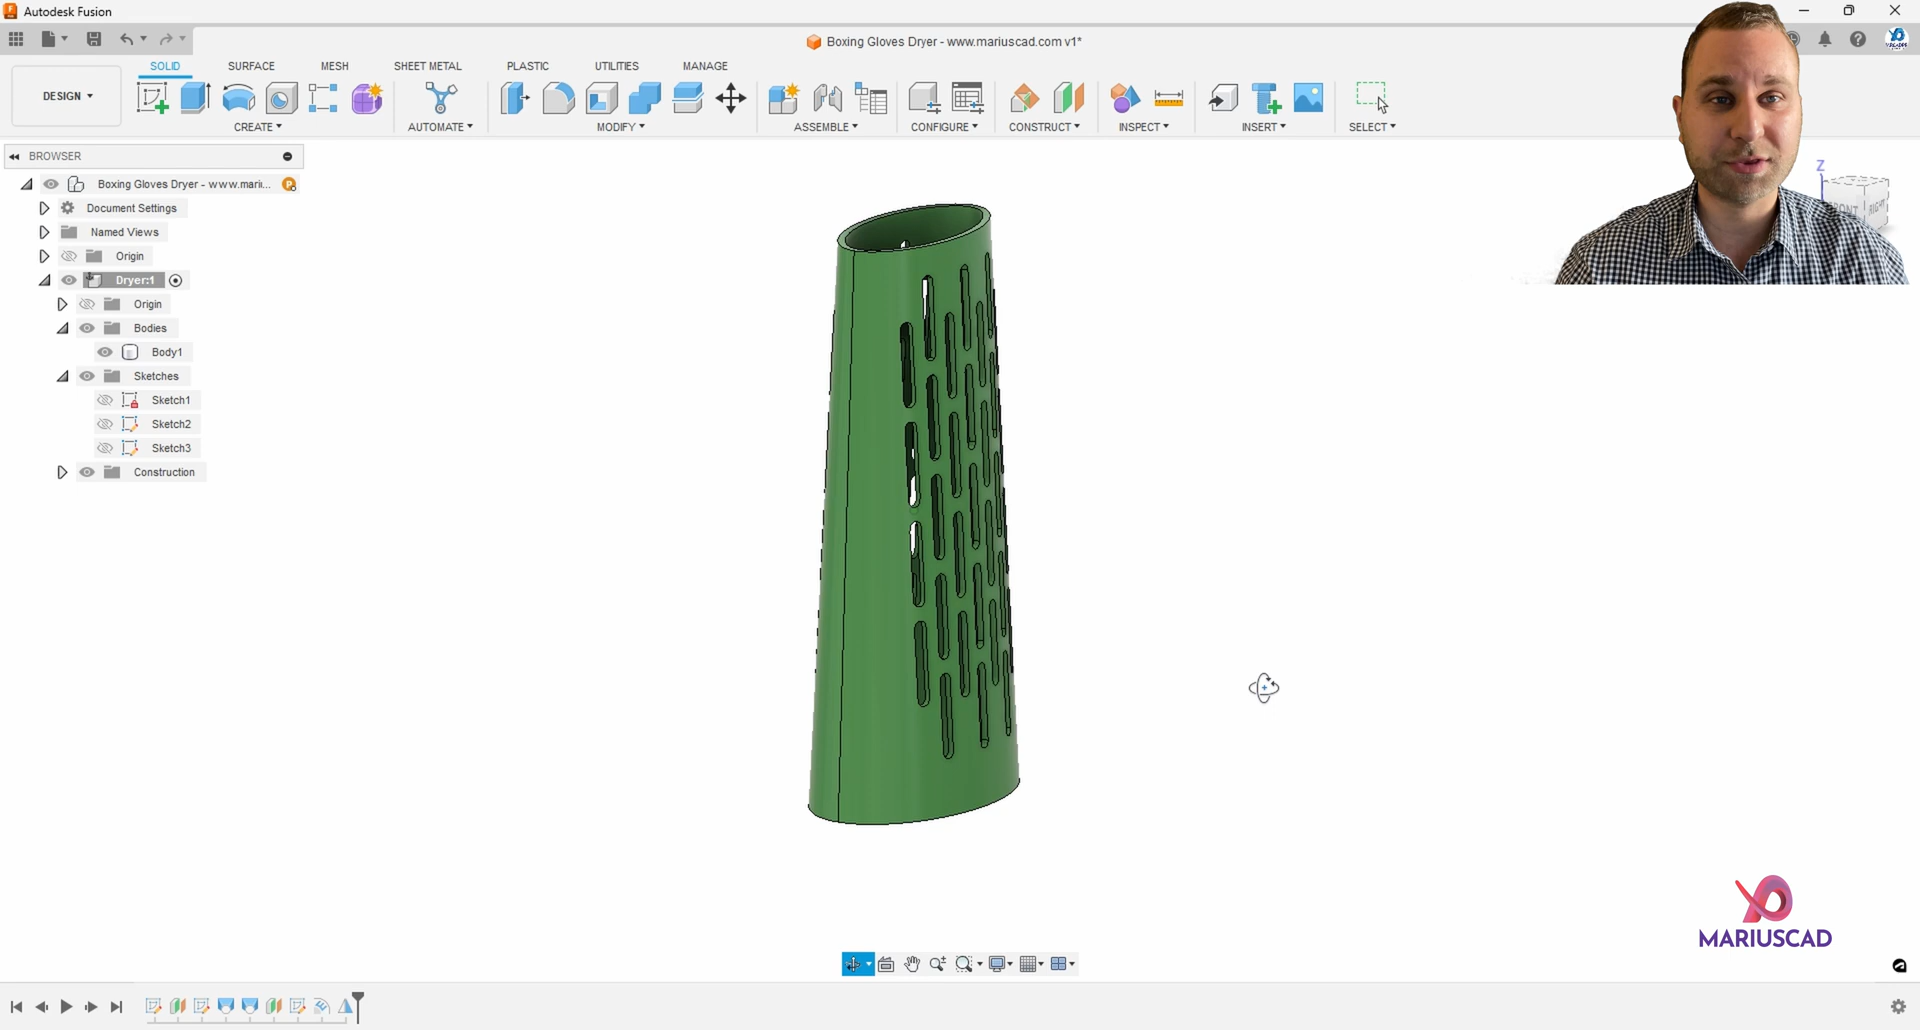 Autodesk Fusion
Boxing Gloves Dryer - www.mariuscad.com v1*
SOLID SURFACE MESH SHEET METAL PLASTIC UTILITIES MANAGE
DESIGN
CREATE AUTOMATE MODIFY ASSEMBLE CONFIGURE CONSTRUCT INSPECT INSERT SELECT
BROWSER
Boxing Gloves Dryer - www.mari...
Document Settings
Named Views
Origin
Dryer:1
Origin
Bodies
Body1
Sketches
Sketch1
Sketch2
Sketch3
Construction
Z
FRONT RIGHT
MARIUSCAD